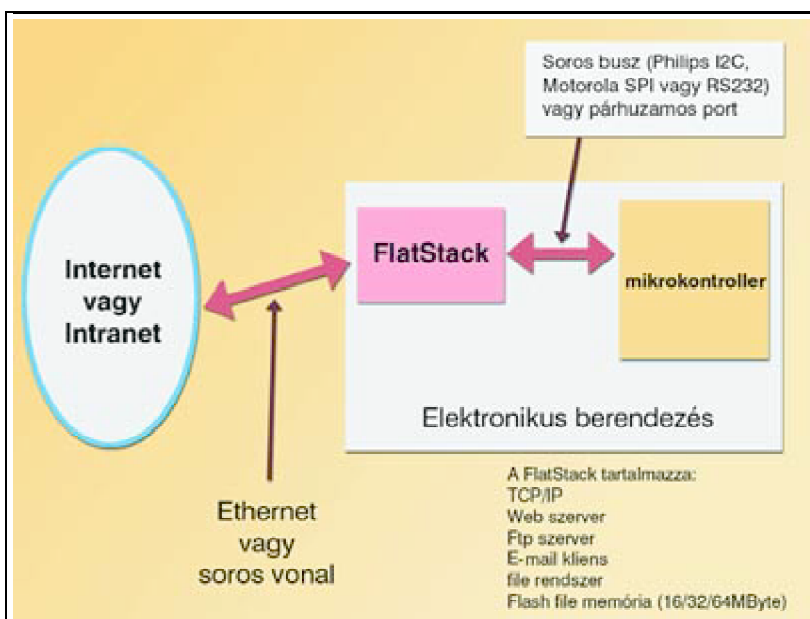 Soros busz (Philips I2C,
Motorola SPI vagy RS232)
vagy párhuzamos port
Internet
vagy
Intranet
FlatStack
mikrokontroller
Elektronikus berendezés
Ethernet
vagy
soros vonal
A FlatStack tartalmazza:
TCP/IP
Web szerver
Ftp szerver
E-mail kliens
file rendszer
Flash file memória (16/32/64MByte)